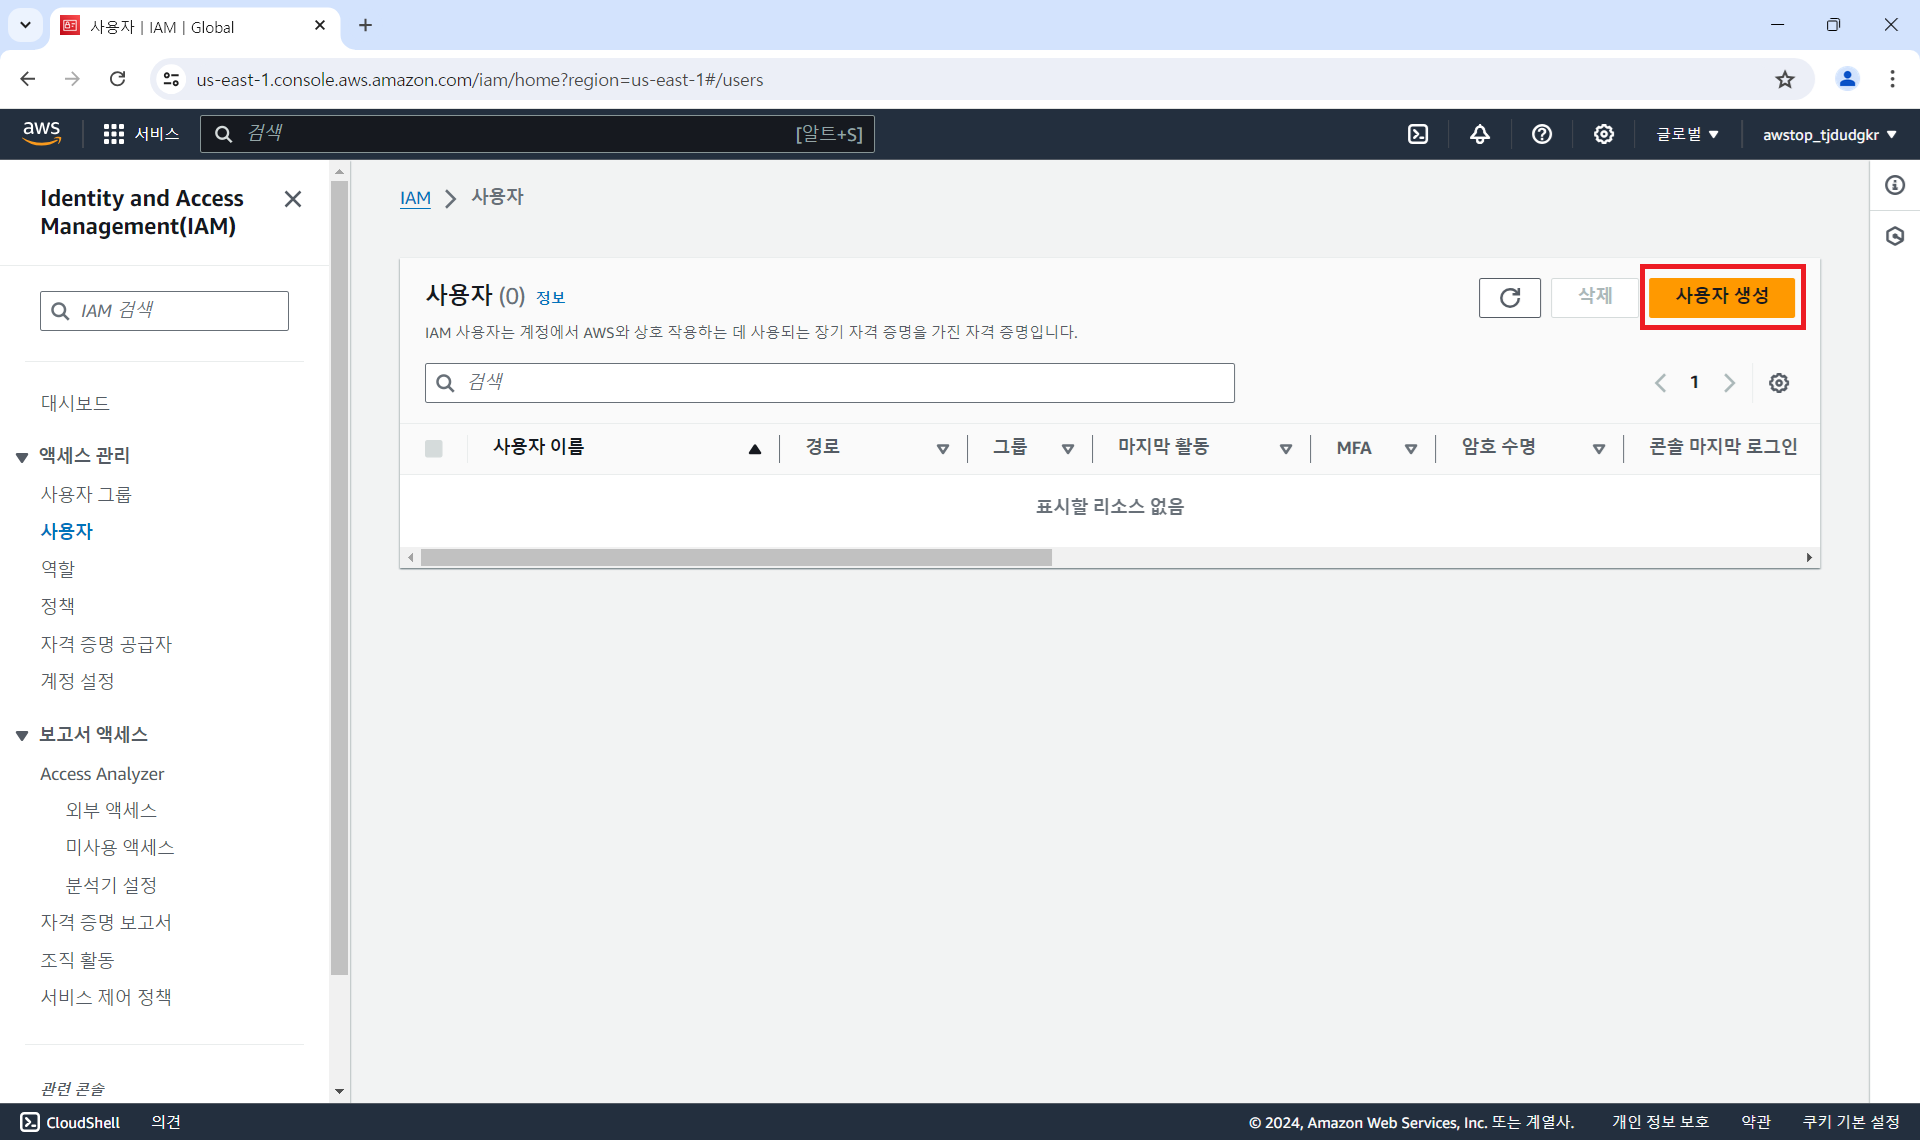 사용자 | IAM | Global
us-east-1.console.aws.amazon.com/iam/home?region=us-east-1#/users
aws
서비스
검색
[알트+S]
글로벌
awstop_tjdudgkr
Identity and Access
Management(IAM)
IAM 검색
대시보드
액세스 관리
사용자 그룹
사용자
역할
정책
자격 증명 공급자
계정 설정
보고서 액세스
Access Analyzer
외부 액세스
미사용 액세스
분석기 설정
자격 증명 보고서
조직 활동
서비스 제어 정책
관련 콘솔
IAM
사용자
사용자 (0) 정보
삭제
사용자 생성
IAM 사용자는 계정에서 AWS와 상호 작용하는 데 사용되는 장기 자격 증명을 가진 자격 증명입니다.
검색
1
사용자 이름
경로
그룹
마지막 활동
MFA
암호 수명
콘솔 마지막 로그인
표시할 리소스 없음
CloudShell
의견
© 2024, Amazon Web Services, Inc. 또는 계열사.
개인 정보 보호
약관
쿠키 기본 설정